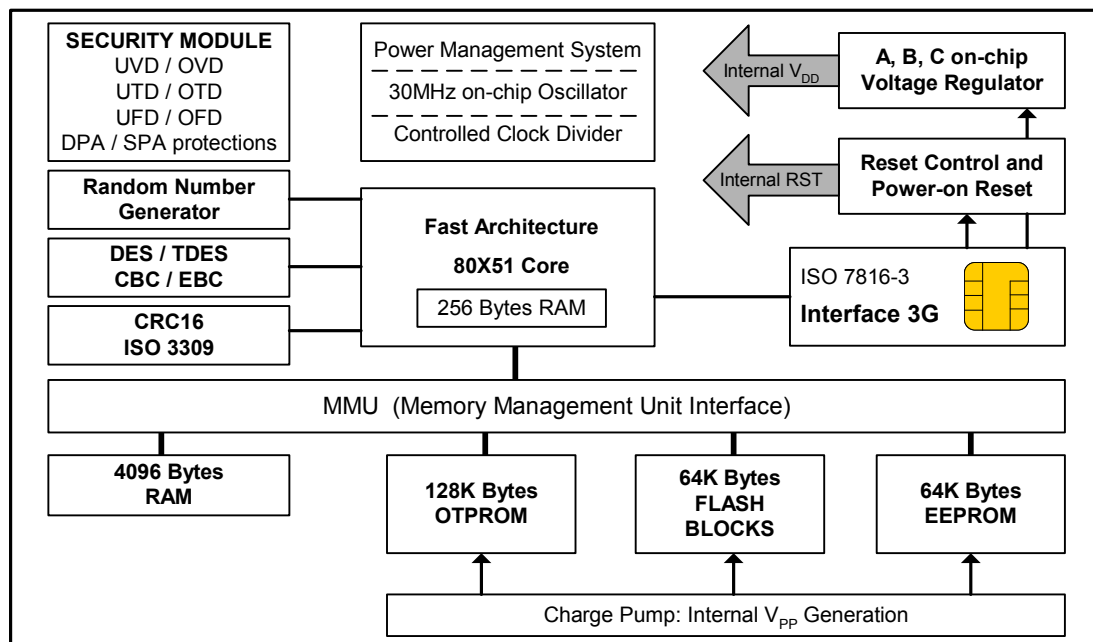 SECURITY MODULE
UVD / OVD
UTD / OTD
UFD / OFD
DPA / SPA protections
Power Management System
30MHz on-chip Oscillator
Controlled Clock Divider
Internal VDD
A, B, C on-chip
Voltage Regulator
Internal RST
Reset Control and
Power-on Reset
Random Number
Generator
DES / TDES
CBC / EBC
CRC16
ISO 3309
Fast Architecture
80X51 Core
256 Bytes RAM
ISO 7816-3
Interface 3G
MMU (Memory Management Unit Interface)
4096 Bytes
RAM
128K Bytes
OTPROM
64K Bytes
FLASH
BLOCKS
64K Bytes
EEPROM
Charge Pump: Internal VPP Generation